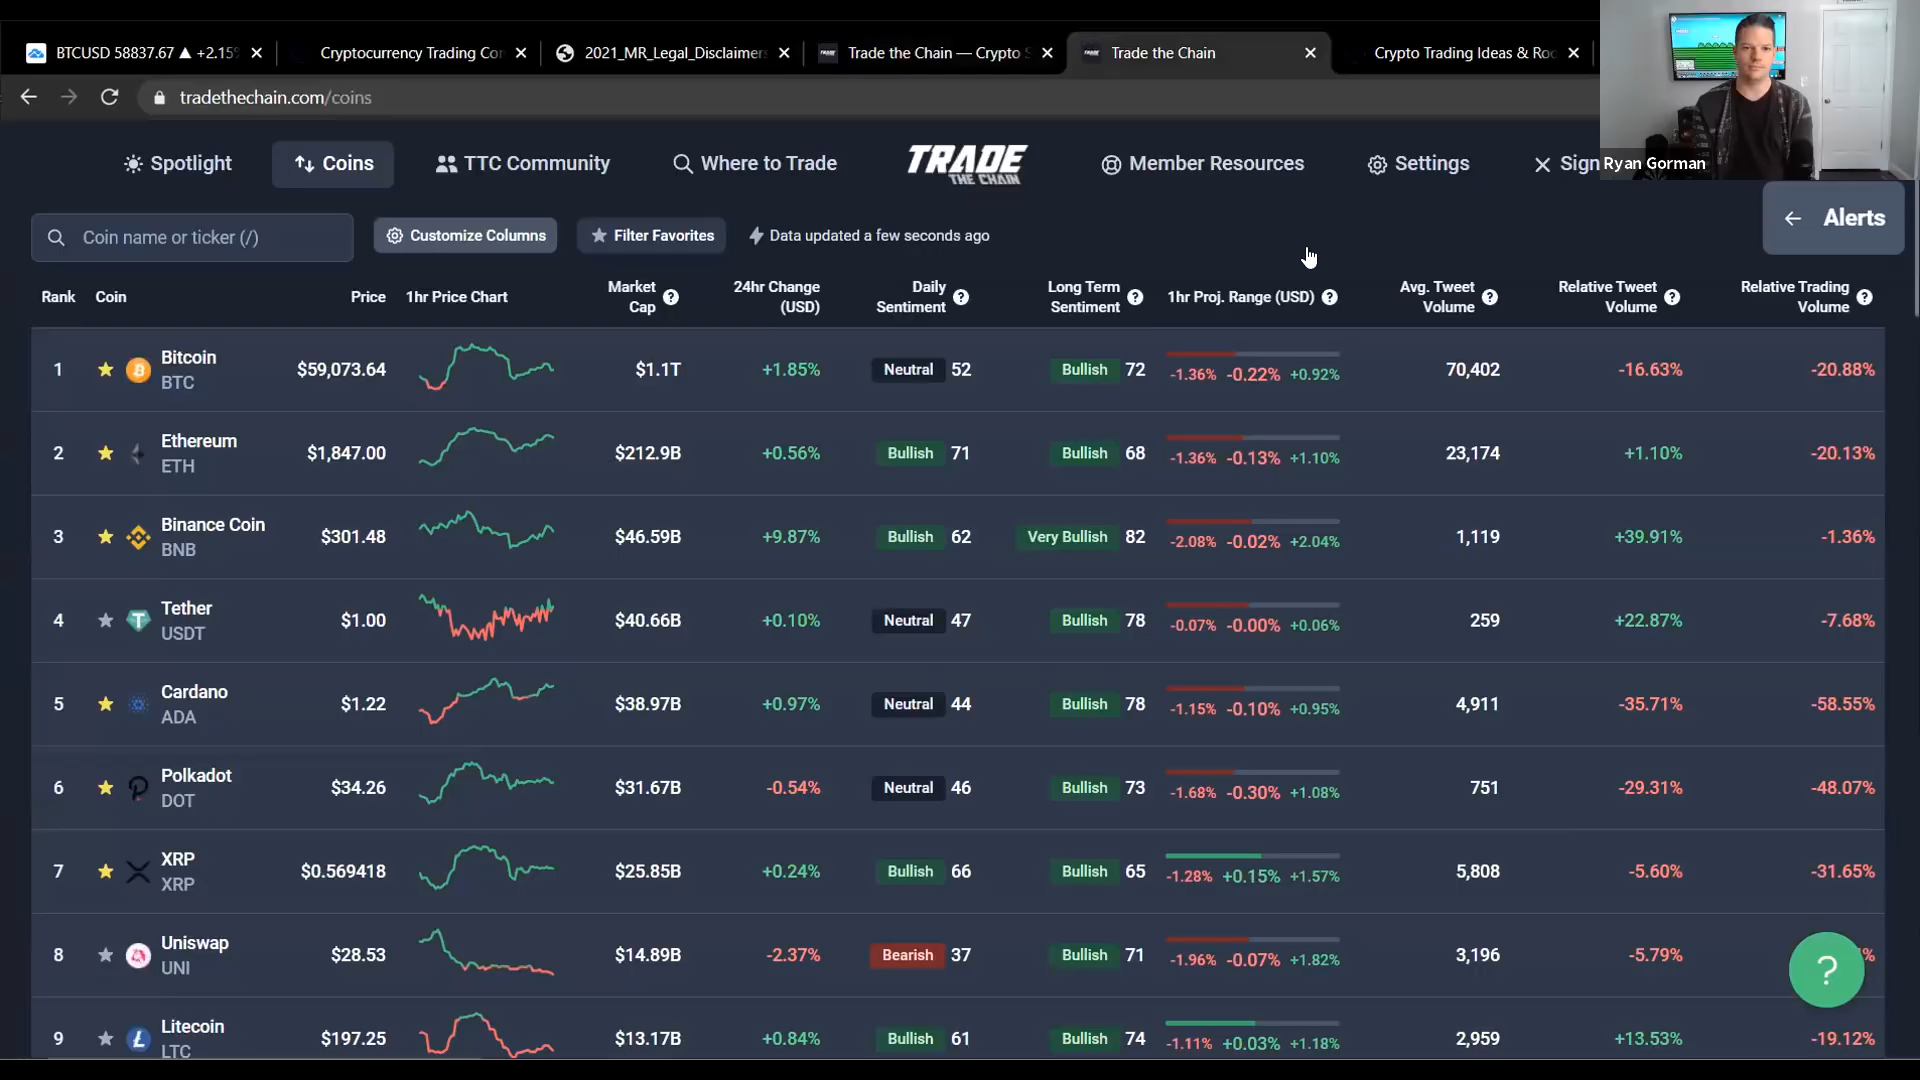 BTCUSD 58837.67 ▲ +2.15%
Cryptocurrency Trading Co
2021_MR_Legal_Disclaimers
Trade the Chain — Crypto S
Trade the Chain
Crypto Trading Ideas & Ro
tradethechain.com/coins
Spotlight
Coins
TTC Community
Where to Trade
TRADE
THE CHAIN
Member Resources
Settings
Sign
Ryan Gorman
Coin name or ticker (/)
Customize Columns
Filter Favorites
Data updated a few seconds ago
Alerts
Rank Coin Price 1hr Price Chart Market Cap ? 24hr Change (USD) Daily Sentiment ? Long Term Sentiment ? 1hr Proj. Range (USD) ? Avg. Tweet Volume ? Relative Tweet Volume ? Relative Trading Volume ?
1 Bitcoin BTC $59,073.64 $1.1T +1.85% Neutral 52 Bullish 72 -1.36% -0.22% +0.92% 70,402 -16.63% -20.88%
2 Ethereum ETH $1,847.00 $212.9B +0.56% Bullish 71 Bullish 68 -1.36% -0.13% +1.10% 23,174 +1.10% -20.13%
3 Binance Coin BNB $301.48 $46.59B +9.87% Bullish 62 Very Bullish 82 -2.08% -0.02% +2.04% 1,119 +39.91% -1.36%
4 Tether USDT $1.00 $40.66B +0.10% Neutral 47 Bullish 78 -0.07% -0.00% +0.06% 259 +22.87% -7.68%
5 Cardano ADA $1.22 $38.97B +0.97% Neutral 44 Bullish 78 -1.15% -0.10% +0.95% 4,911 -35.71% -58.55%
6 Polkadot DOT $34.26 $31.67B -0.54% Neutral 46 Bullish 73 -1.68% -0.30% +1.08% 751 -29.31% -48.07%
7 XRP XRP $0.569418 $25.85B +0.24% Bullish 66 Bullish 65 -1.28% +0.15% +1.57% 5,808 -5.60% -31.65%
8 Uniswap UNI $28.53 $14.89B -2.37% Bearish 37 Bullish 71 -1.96% -0.07% +1.82% 3,196 -5.79% %
9 Litecoin LTC $197.25 $13.17B +0.84% Bullish 61 Bullish 74 -1.11% +0.03% +1.18% 2,959 +13.53% -19.12%
?